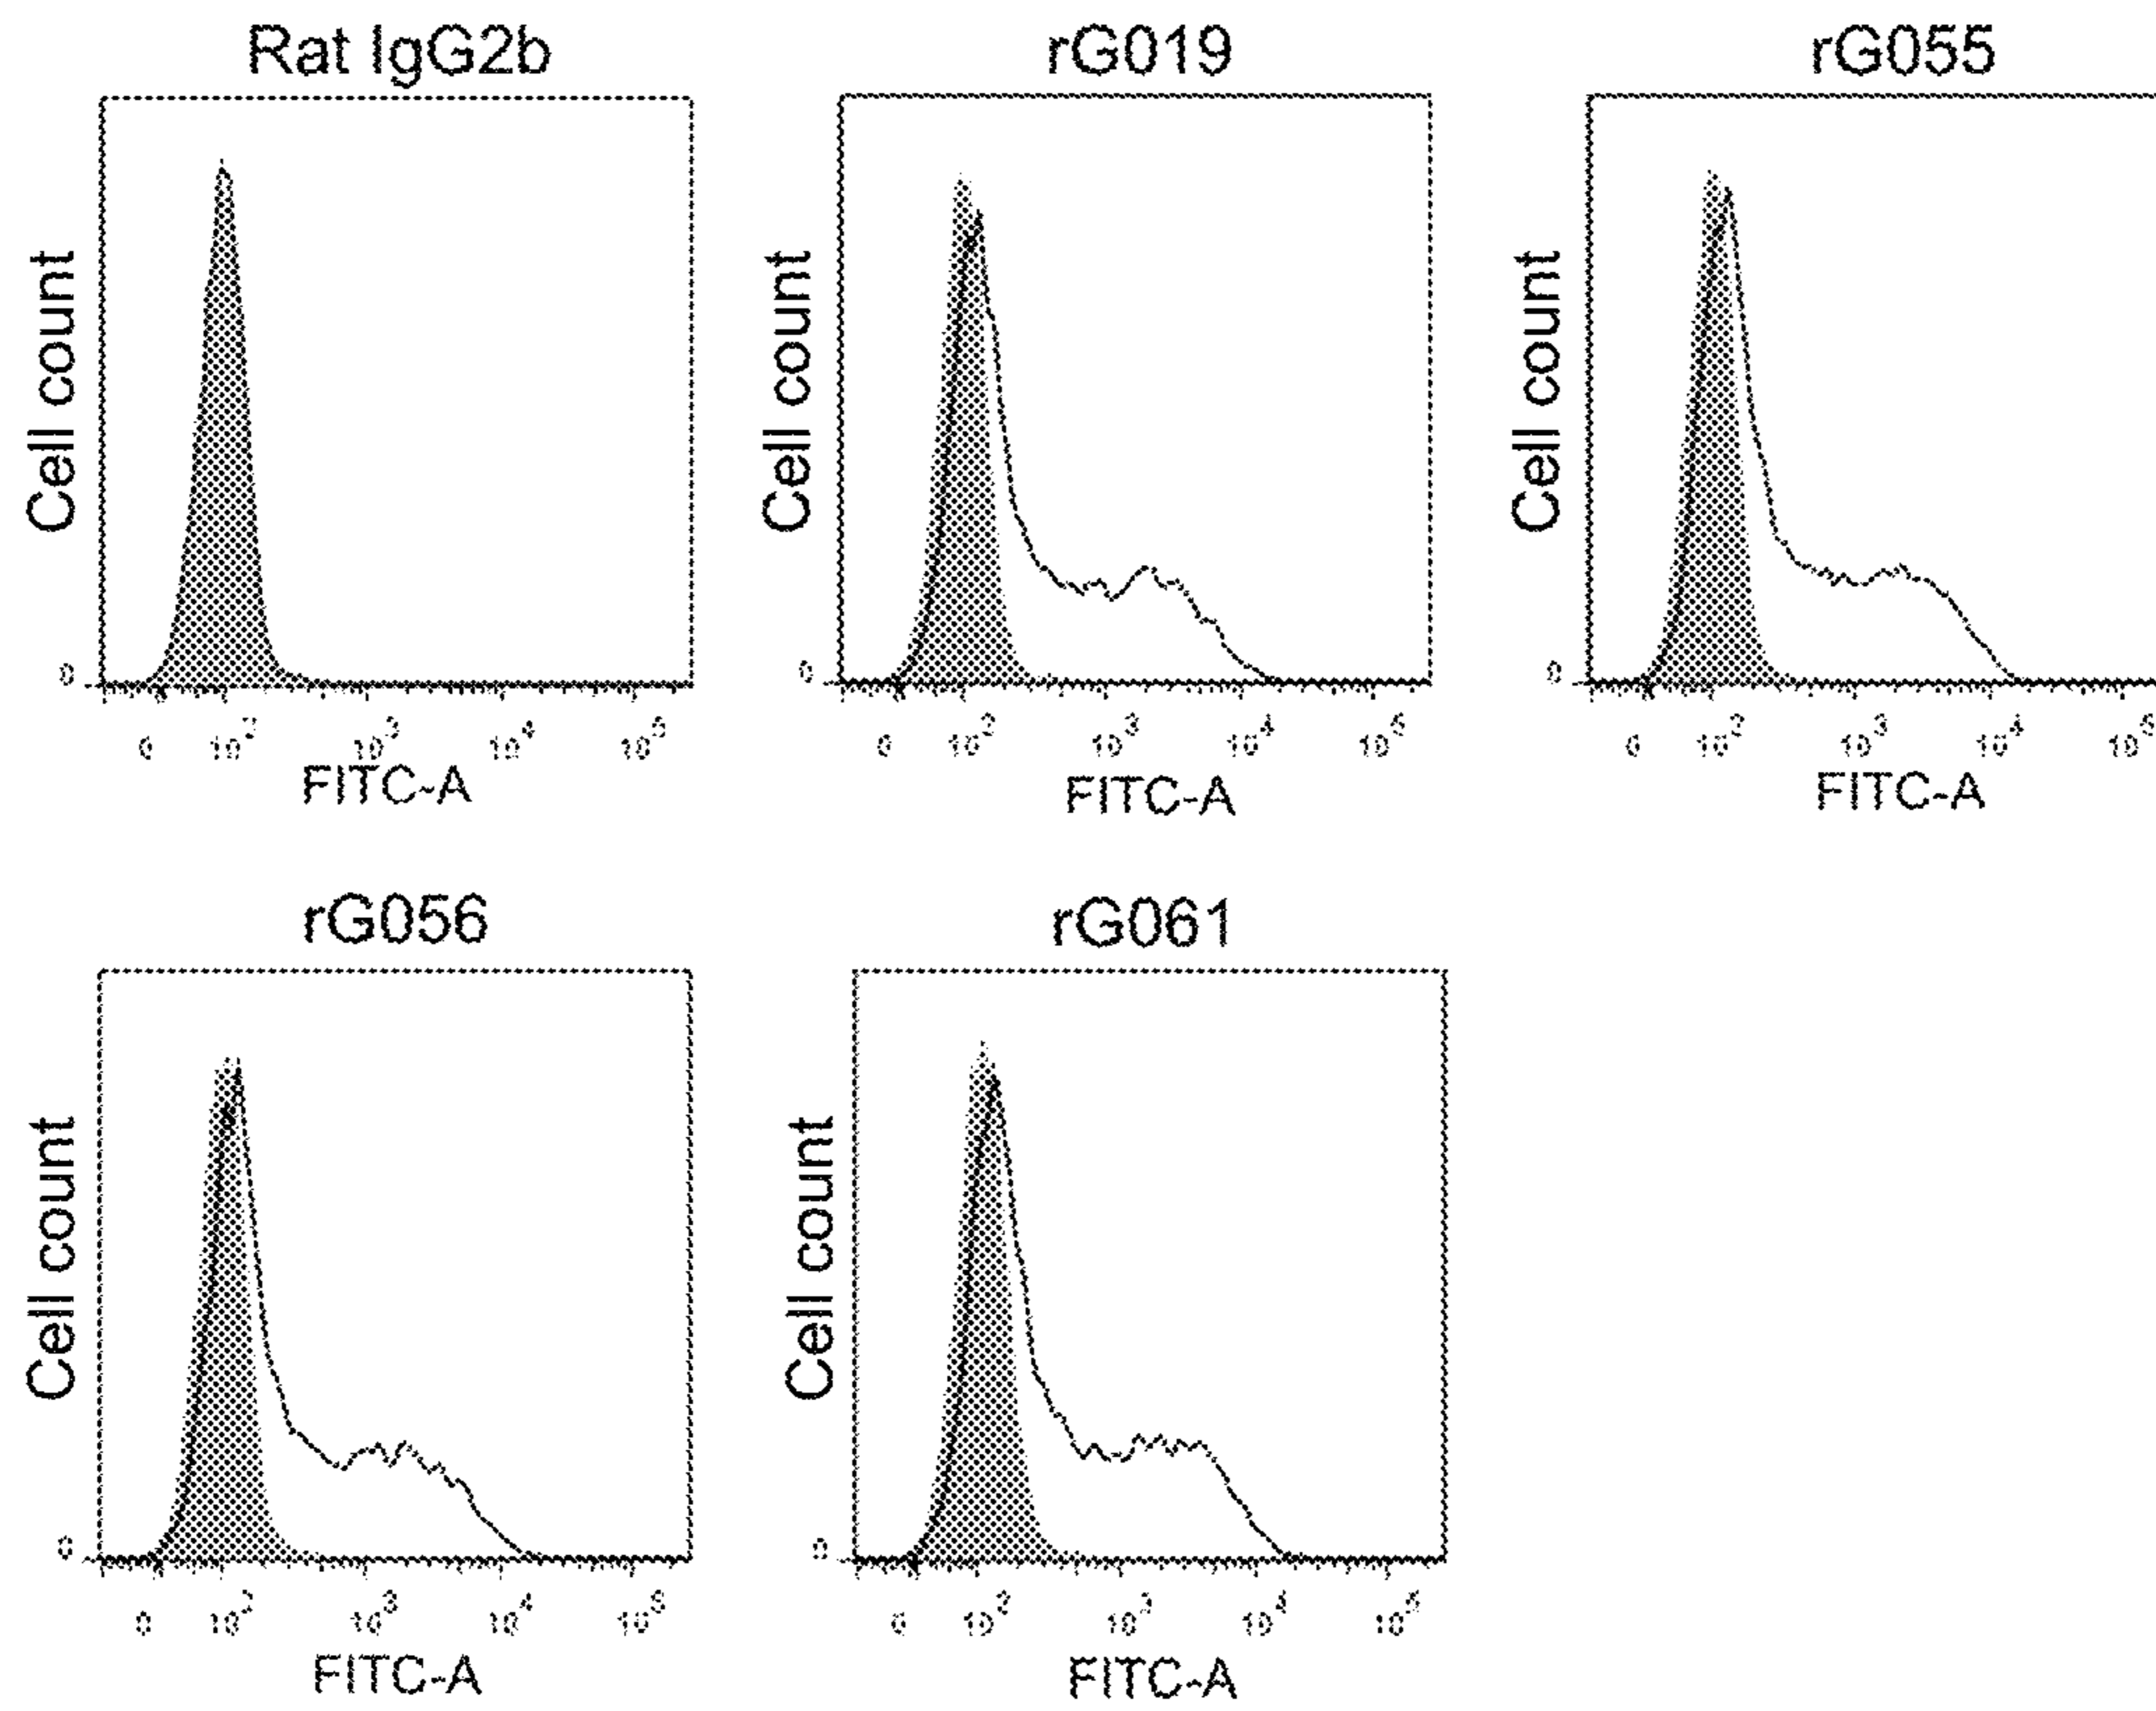 Rat IgG2b
Cell count
0
0 10² 10³ 10⁴ 10⁵
FITC-A
rG019
Cell count
0
0 10² 10³ 10⁴ 10⁵
FITC-A
rG055
Cell count
0
0 10² 10³ 10⁴ 10⁵
FITC-A
rG056
Cell count
0
0 10² 10³ 10⁴ 10⁵
FITC-A
rG061
Cell count
0
0 10² 10³ 10⁴ 10⁵
FITC-A